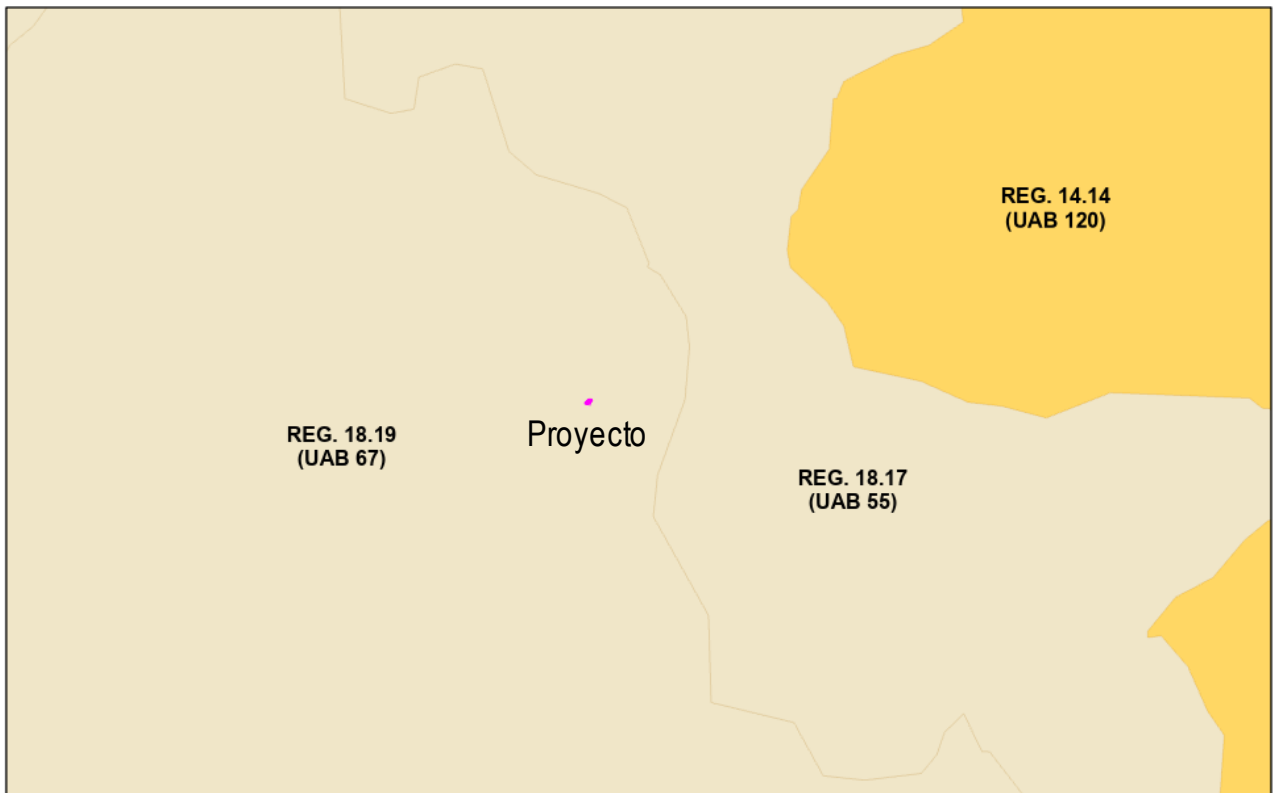 REG. 14.14
(UAB 120)
REG. 18.19
(UAB 67)
Proyecto
REG. 18.17
(UAB 55)